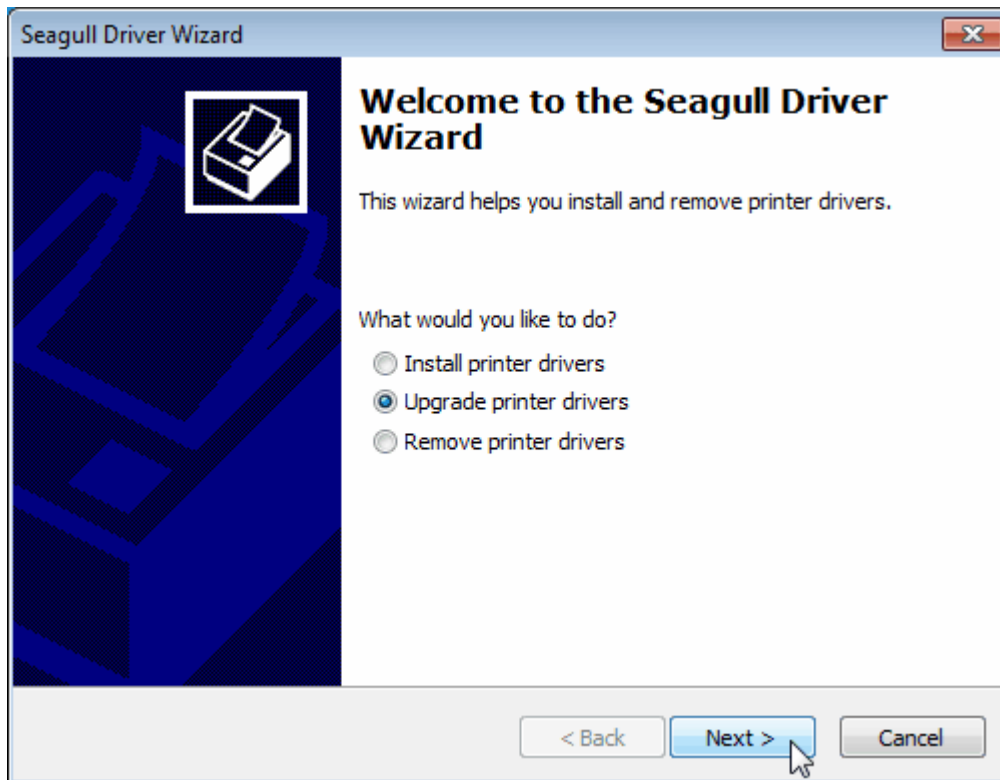 Seagull Driver Wizard
Welcome to the Seagull Driver
Wizard
This wizard helps you install and remove printer drivers.
What would you like to do?
Install printer drivers
Upgrade printer drivers
Remove printer drivers
< Back Next > Cancel